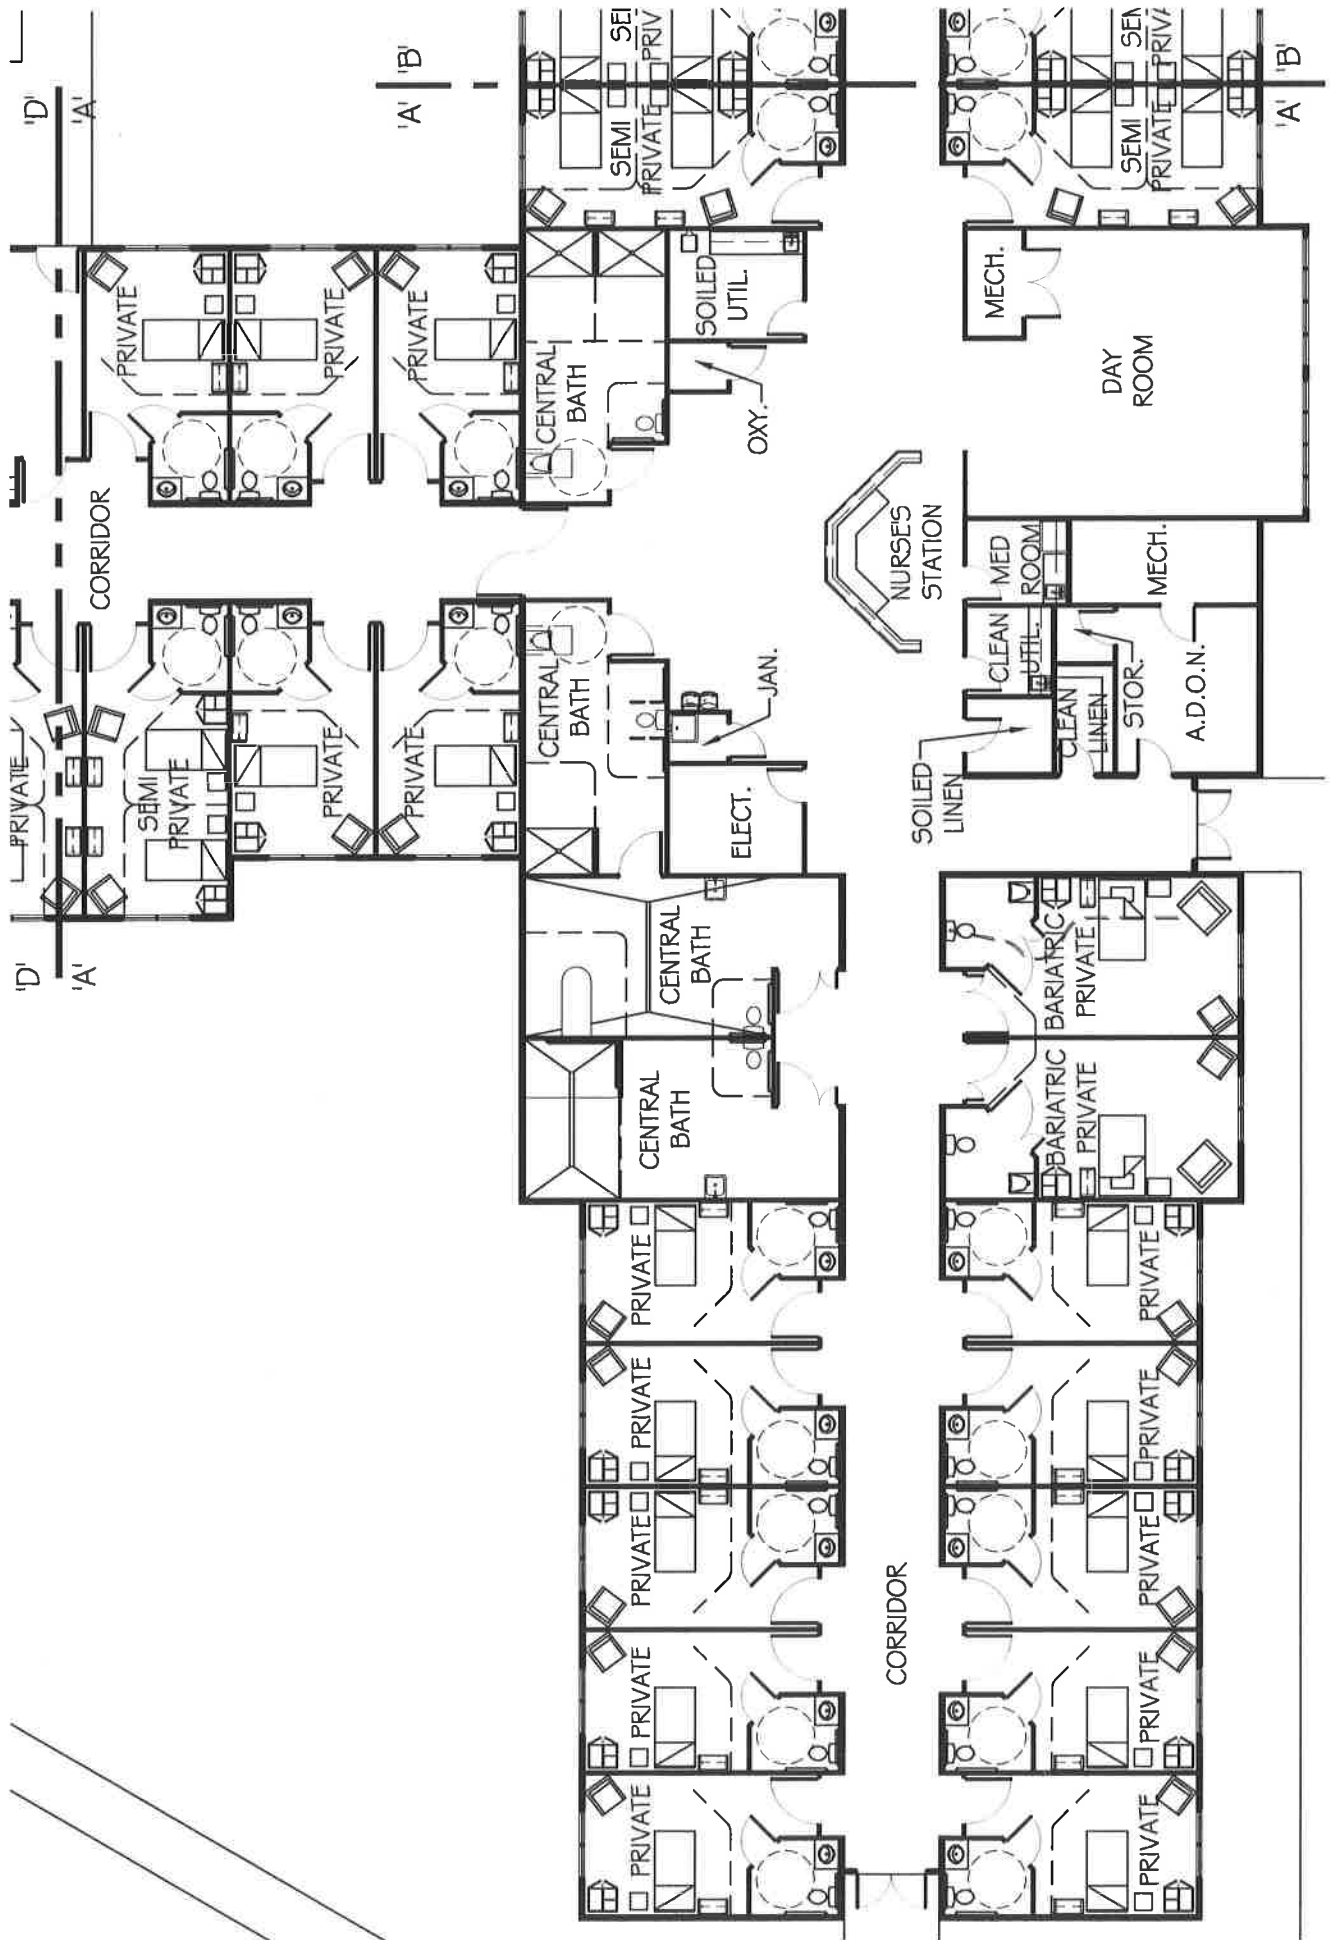 'D'
'A'
'B'
'A'
SEMI
PRIVATE
SEMI
PRIVATE
'B'
'A'
PRIVATE
PRIVATE
PRIVATE
CORRIDOR
CENTRAL
BATH
SOILED
UTIL.
OXY.
MECH.
DAY
ROOM
NURSE'S
STATION
MED
ROOM
MECH.
CLEAN
UTIL.
CLEAN
LINEN
STOR.
A.D.O.N.
SOILED
LINEN
PRIVATE
SEMI
PRIVATE
PRIVATE
PRIVATE
CENTRAL
BATH
JAN.
ELECT.
'D'
'A'
CENTRAL
BATH
CENTRAL
BATH
BARIATRIC
PRIVATE
BARIATRIC
PRIVATE
PRIVATE
PRIVATE
PRIVATE
PRIVATE
PRIVATE
CORRIDOR
PRIVATE
PRIVATE
PRIVATE
PRIVATE
PRIVATE